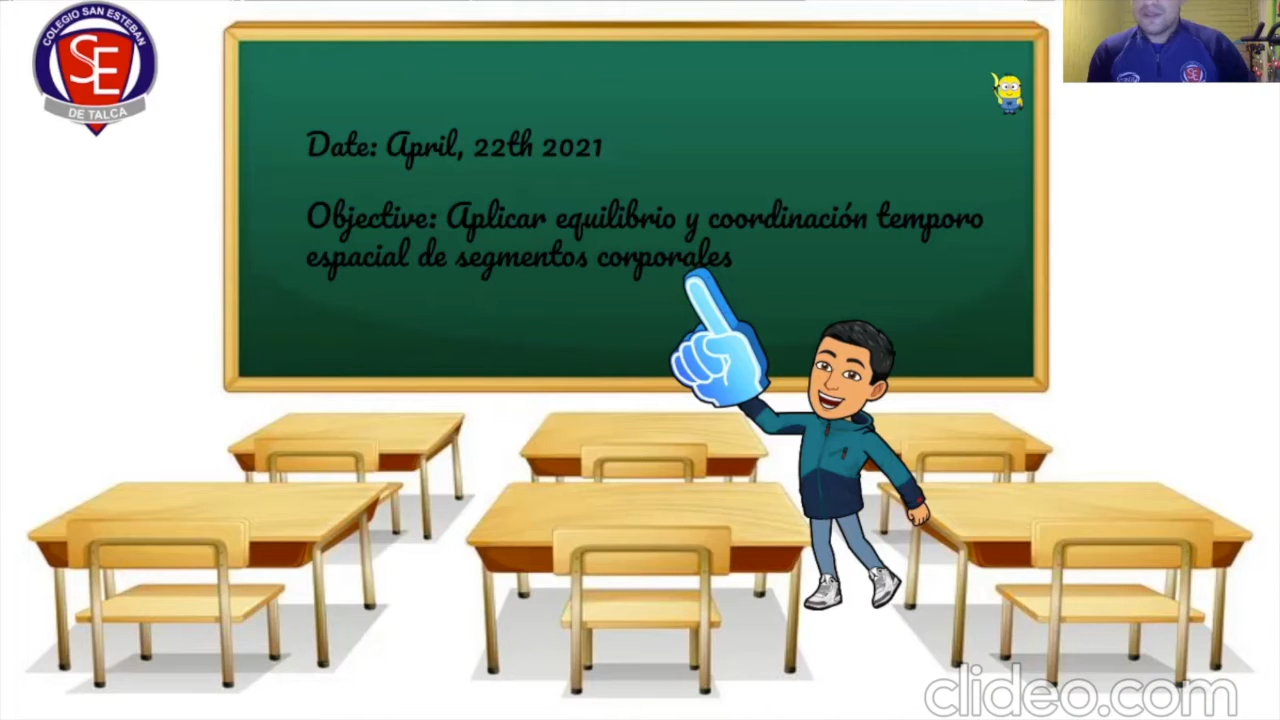 COLEGIO SAN ESTEBAN
SE
DE TALCA
Date: April, 22th 2021
Objective: Aplicar equilibrio y coordinación temporo
espacial de segmentos corporales
SE
clideo.com